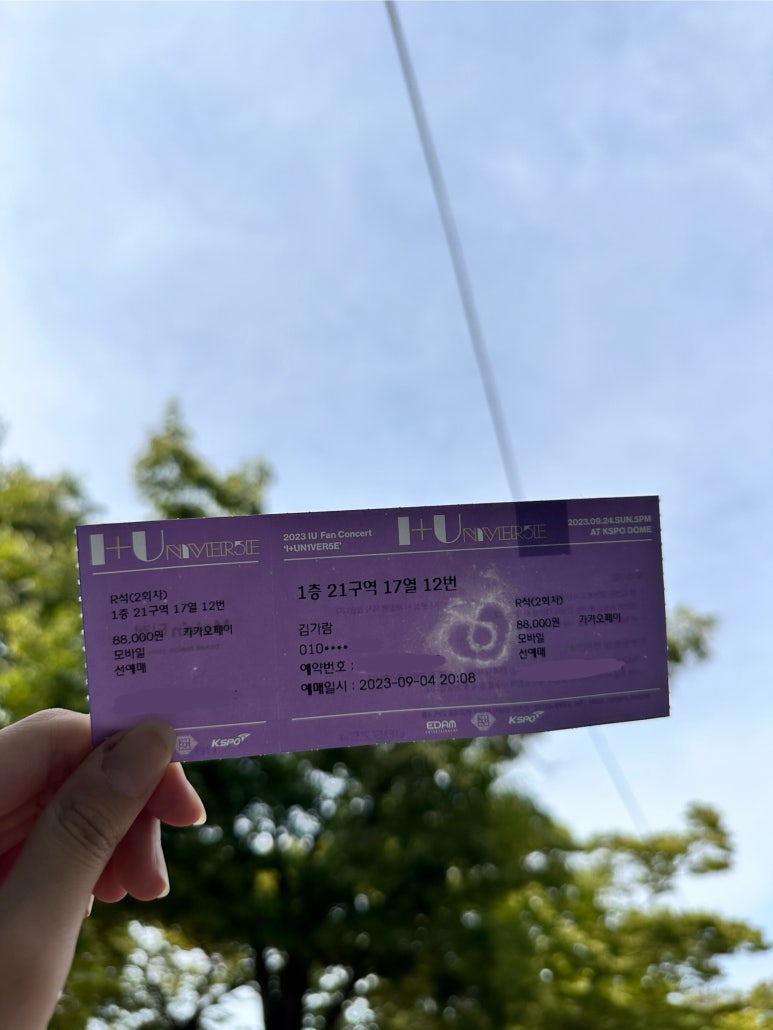 I+UN1VER5E
R석(2회차)
1층 21구역 17열 12번
88,000원 카카오페이
모바일
선예매
KSPO
2023 IU Fan Concert
'I+UN1VER5E'
I+UN1VER5E
2023.09.24.SUN.5PM
AT KSPO DOME
1층 21구역 17열 12번
김가람
010••••
예약번호 :
예매일시 : 2023-09-04 20:08
R석(2회차)
88,000원 카카오페이
모바일
선예매
EDAM
ENTERTAINMENT
KSPO